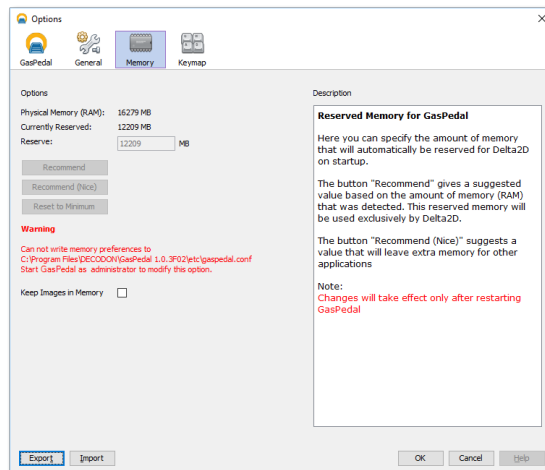 Options
GasPedal
General
Memory
Keymap
Options
Physical Memory (RAM): 16279 MB
Currently Reserved: 12209 MB
Reserve: 12209 MB
Recommend
Recommend (Nice)
Reset to Minimum
Warning
Can not write memory preferences to
C:\Program Files\DECODON\GasPedal 1.0.3F02\etc\gaspedal.conf
Start GasPedal as administrator to modify this option.
Keep Images in Memory
Description
Reserved Memory for GasPedal
Here you can specify the amount of memory
that will automatically be reserved for Delta2D
on startup.
The button "Recommend" gives a suggested
value based on the amount of memory (RAM)
that was detected. This reserved memory will
be used exclusively by Delta2D.
The button "Recommend (Nice)" suggests a
value that will leave extra memory for other
applications
Note:
Changes will take effect only after restarting
GasPedal
Export
Import
OK
Cancel
Help